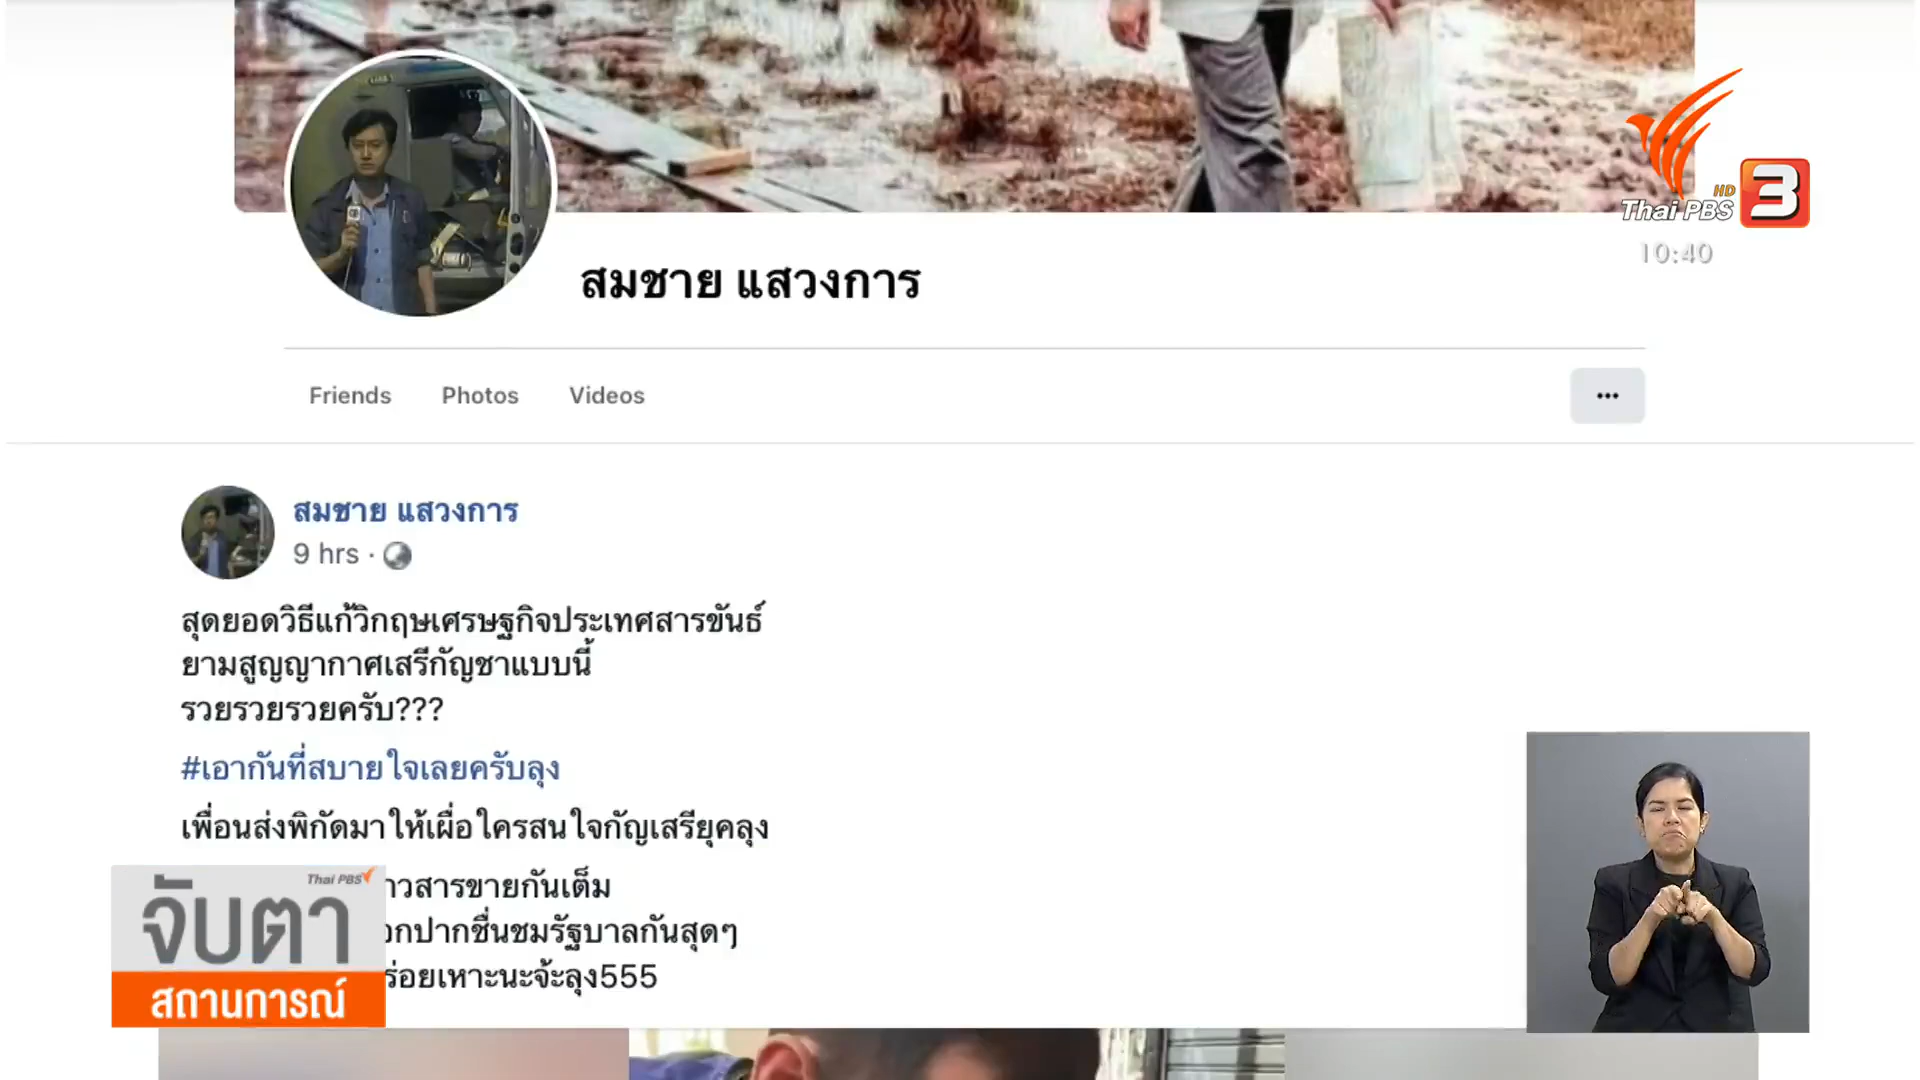 HD
Thai PBS 3
10:40
สมชาย แสวงการ
Friends Photos Videos
สมชาย แสวงการ
9 hrs ·
สุดยอดวิธีแก้วิกฤษเศรษฐกิจประเทศสารขันธ์
ยามสูญญากาศเสรีกัญชาแบบนี้
รวยรวยรวยครับ???
#เอากันที่สบายใจเลยครับลุง
เพื่อนส่งพิกัดมาให้เผื่อใครสนใจกัญเสรียุคลุง
าวสารขายกันเต็ม
อกปากชื่นชมรัฐบาลกันสุดๆ
ร่อยเหาะนะจ้ะลุง555
Thai PBS
จับตา
สถานการณ์